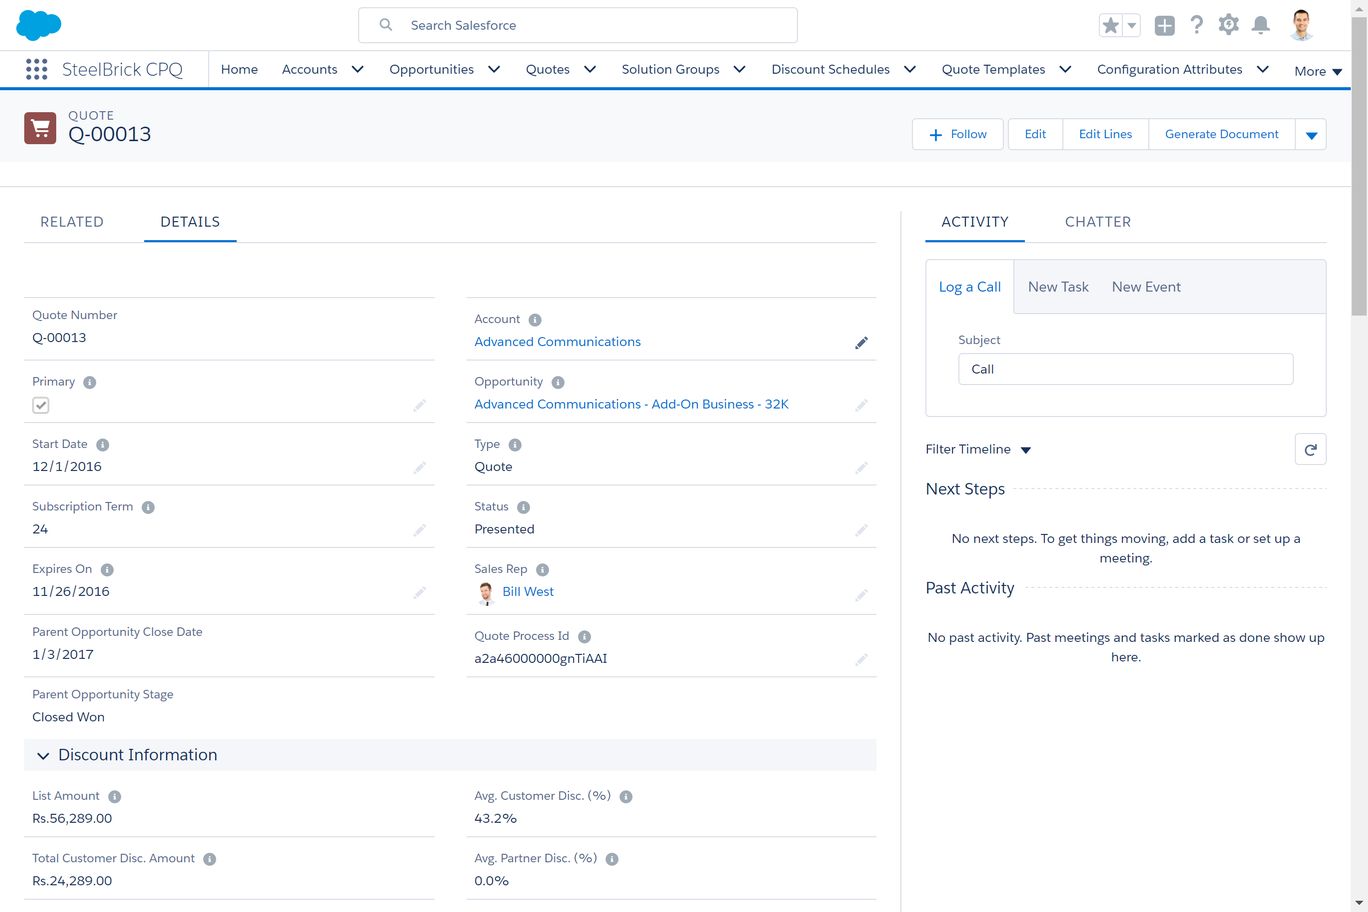 Search Salesforce
SteelBrick CPQ
Home Accounts Opportunities Quotes Solution Groups Discount Schedules Quote Templates Configuration Attributes More
QUOTE
Q-00013
Follow Edit Edit Lines Generate Document
RELATED DETAILS
Quote Number
Q-00013
Account
Advanced Communications
Primary
Opportunity
Advanced Communications - Add-On Business - 32K
Start Date
12/1/2016
Type
Quote
Subscription Term
24
Status
Presented
Expires On
11/26/2016
Sales Rep
Bill West
Parent Opportunity Close Date
1/3/2017
Quote Process Id
a2a46000000gnTiAAI
Parent Opportunity Stage
Closed Won
Discount Information
List Amount
Rs.56,289.00
Avg. Customer Disc. (%)
43.2%
Total Customer Disc. Amount
Rs.24,289.00
Avg. Partner Disc. (%)
0.0%
ACTIVITY CHATTER
Log a Call New Task New Event
Subject
Call
Filter Timeline
Next Steps
No next steps. To get things moving, add a task or set up a
meeting.
Past Activity
No past activity. Past meetings and tasks marked as done show up
here.